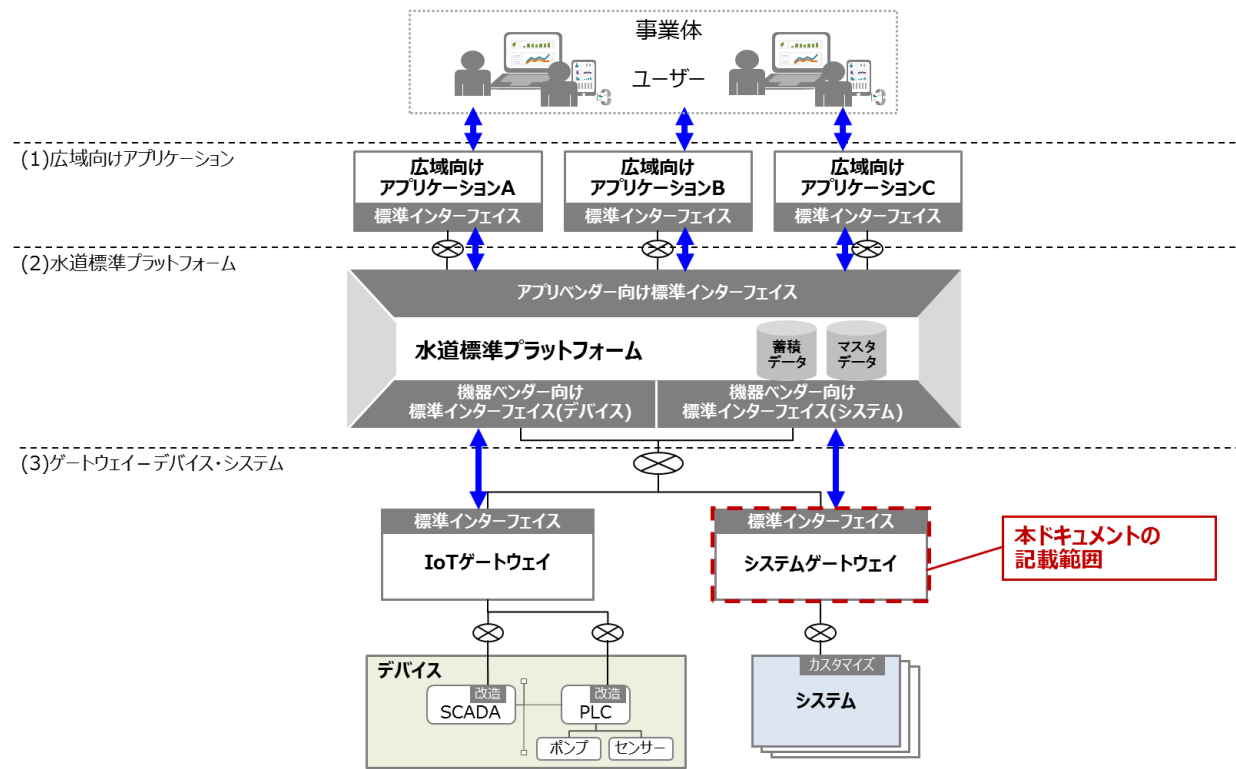 事業体
ユーザー
(1)広域向けアプリケーション
広域向け
アプリケーションA
標準インターフェイス
広域向け
アプリケーションB
標準インターフェイス
広域向け
アプリケーションC
標準インターフェイス
(2)水道標準プラットフォーム
アプリベンダー向け標準インターフェイス
水道標準プラットフォーム
蓄積
データ
マスタ
データ
機器ベンダー向け
標準インターフェイス(デバイス)
機器ベンダー向け
標準インターフェイス(システム)
(3)ゲートウェイ－デバイス・システム
標準インターフェイス
IoTゲートウェイ
標準インターフェイス
システムゲートウェイ
本ドキュメントの
記載範囲
デバイス
改造
SCADA
改造
PLC
ポンプ
センサー
カスタマイズ
システム